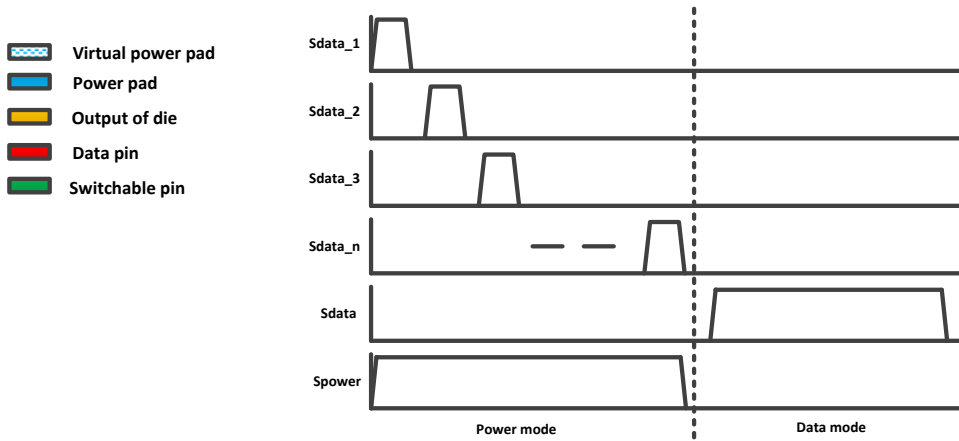 Virtual power pad
Power pad
Output of die
Data pin
Switchable pin
Sdata_1
Sdata_2
Sdata_3
Sdata_n
Sdata
Spower
Power mode
Data mode